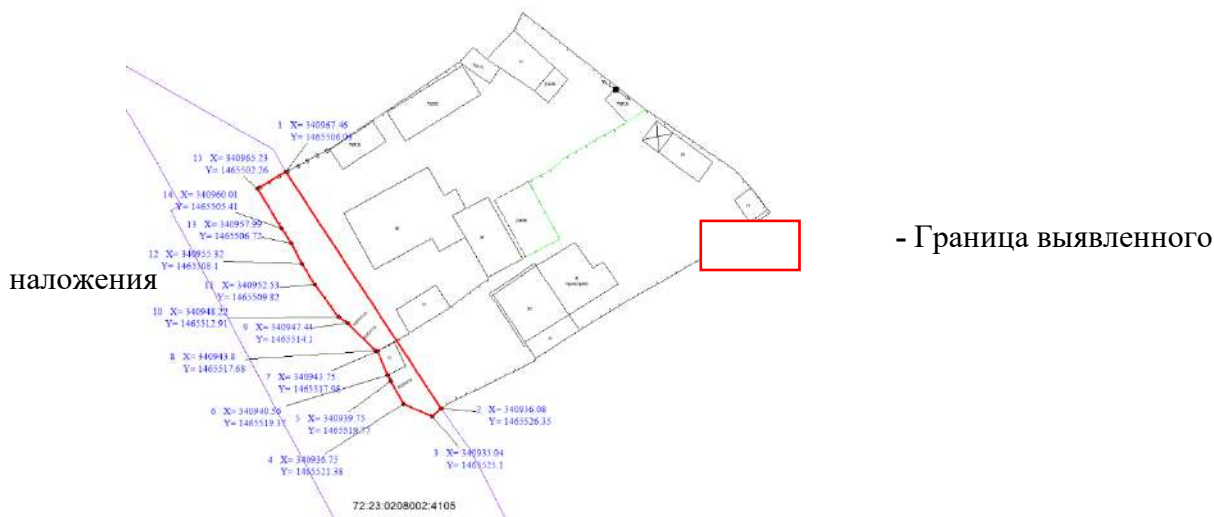 1 X= 340967.46
Y= 1465506.03
15 X= 340965.23
Y= 1465502.26
14 X= 340960.01
Y= 1465505.41
13 X= 340957.99
Y= 1465506.72
12 X= 340955.32
Y= 1465508.1
- Граница выявленного
наложения
11 X= 340952.53
Y= 1465509.82
10 X= 340948.22
Y= 1465512.91
9 X= 340947.44
Y= 1465514.1
8 X= 340943.8
Y= 1465517.68
7 X= 340943.75
Y= 1465517.98
6 X= 340940.56
Y= 1465519.37
5 X= 340939.75
Y= 1465519.77
2 X= 340936.08
Y= 1465526.35
3 X= 340935.04
Y= 1465525.1
4 X= 340936.75
Y= 1465521.38
72:23:0208002:4105